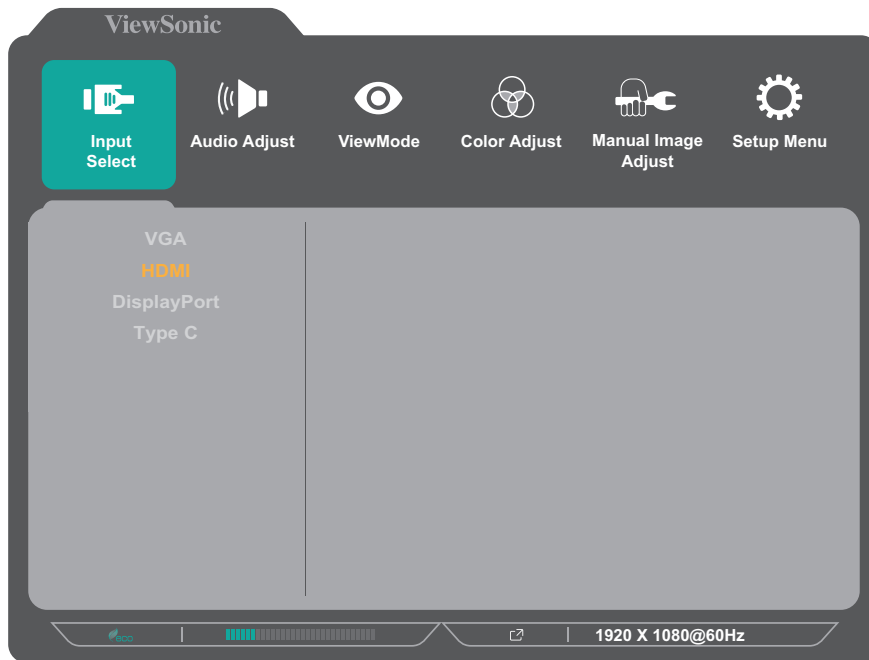 ViewSonic
Input
Select
Audio Adjust
ViewMode
Color Adjust
Manual Image
Adjust
Setup Menu
VGA
HDMI
DisplayPort
Type C
eco
1920 X 1080@60Hz